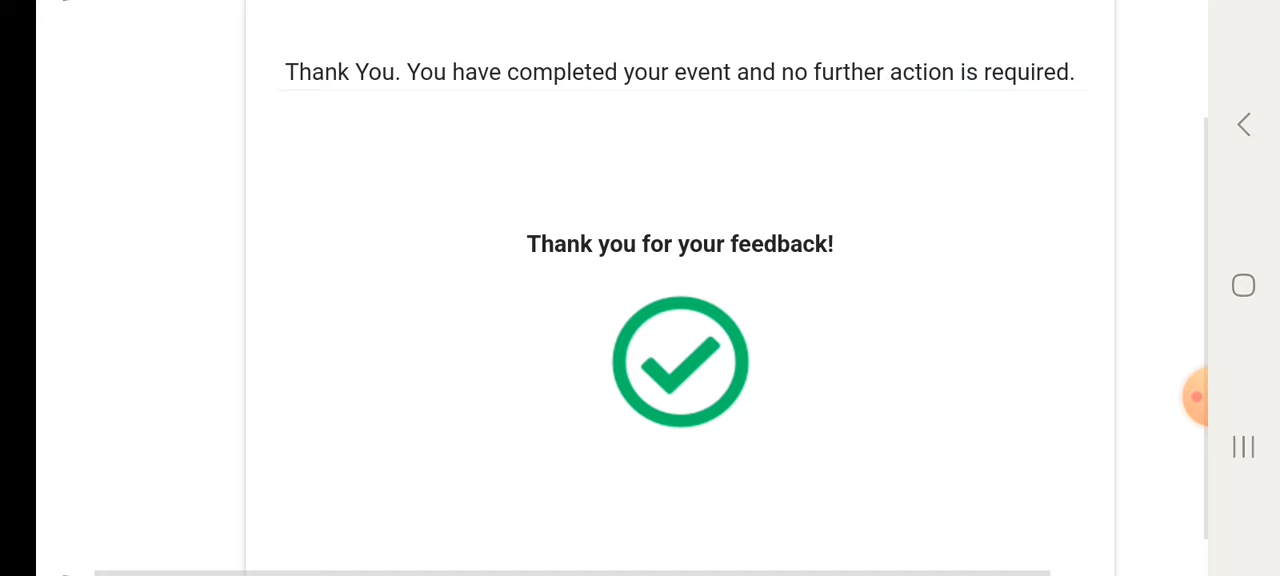 Thank You. You have completed your event and no further action is required.
Thank you for your feedback!